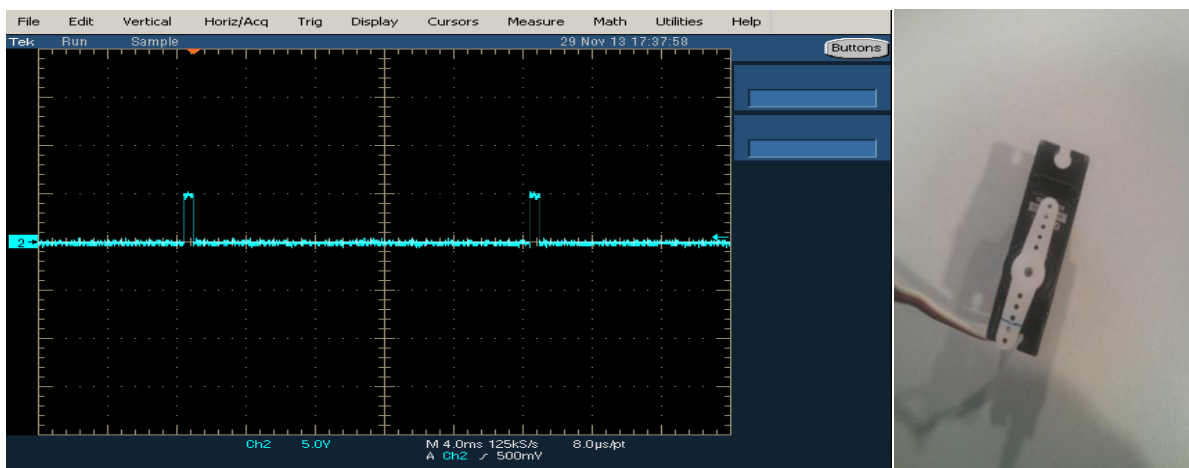 File Edit Vertical Horiz/Acq Trig Display Cursors Measure Math Utilities Help
Tek Run Sample 29 Nov 13 17:37:58
Buttons
2
Ch2 5.0V M 4.0ms 125kS/s 8.0µs/pt
A Ch2 ⁄ 500mV